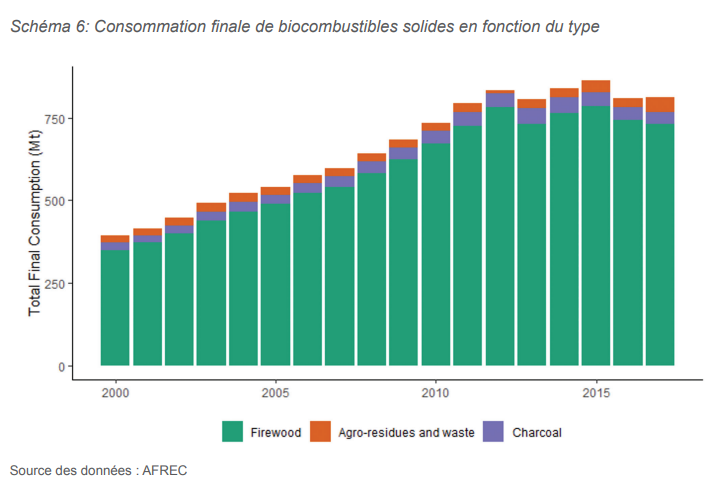 Schéma 6: Consommation finale de biocombustibles solides en fonction du type
Total Final Consumption (Mt)
750
500
250
0
2000 2005 2010 2015
Firewood Agro-residues and waste Charcoal
Source des données : AFREC